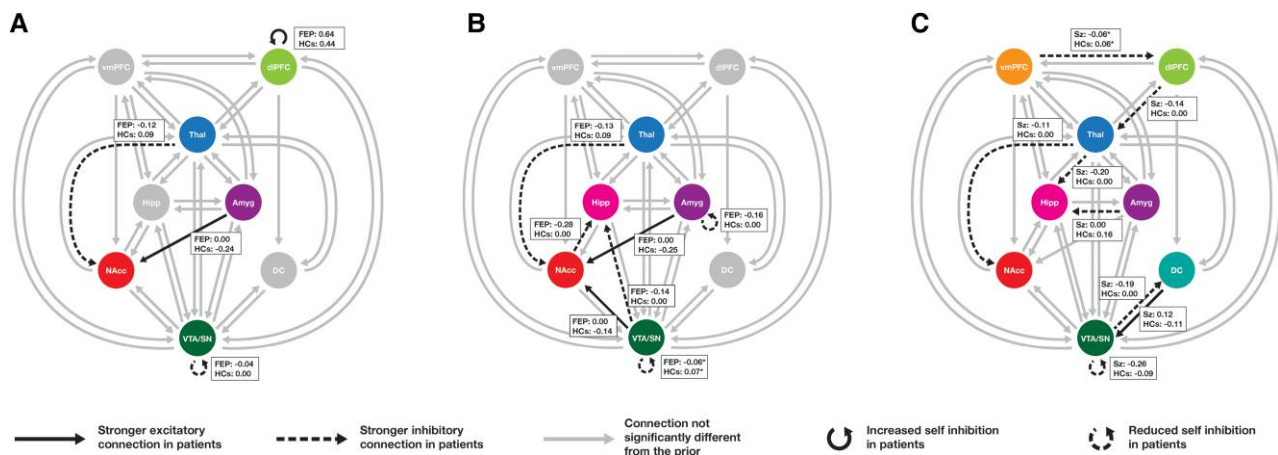 A
FEP: 0.64
HCs: 0.44
vmPFC
dlPFC
FEP: -0.12
HCs: 0.09
Thal
Hipp
Amyg
FEP: 0.00
HCs: -0.24
NAcc
DC
VTA/SN
FEP: -0.04
HCs: 0.00
B
vmPFC
dlPFC
FEP: -0.13
HCs: 0.09
Thal
Hipp
Amyg
FEP: -0.16
HCs: 0.00
FEP: -0.28
HCs: 0.00
FEP: 0.00
HCs: -0.25
NAcc
DC
FEP: -0.14
HCs: 0.00
FEP: 0.00
HCs: -0.14
VTA/SN
FEP: -0.06*
HCs: 0.07*
C
Sz: -0.06*
HCs: 0.06*
vmPFC
dlPFC
Sz: -0.14
HCs: 0.00
Sz: -0.11
HCs: 0.00
Thal
Sz: -0.20
HCs: 0.00
Hipp
Amyg
Sz: 0.00
HCs: 0.16
NAcc
DC
Sz: -0.19
HCs: 0.00
Sz: 0.12
HCs: -0.11
VTA/SN
Sz: -0.26
HCs: -0.09
Stronger excitatory
connection in patients
Stronger inhibitory
connection in patients
Connection not
significantly different
from the prior
Increased self inhibition
in patients
Reduced self inhibition
in patients